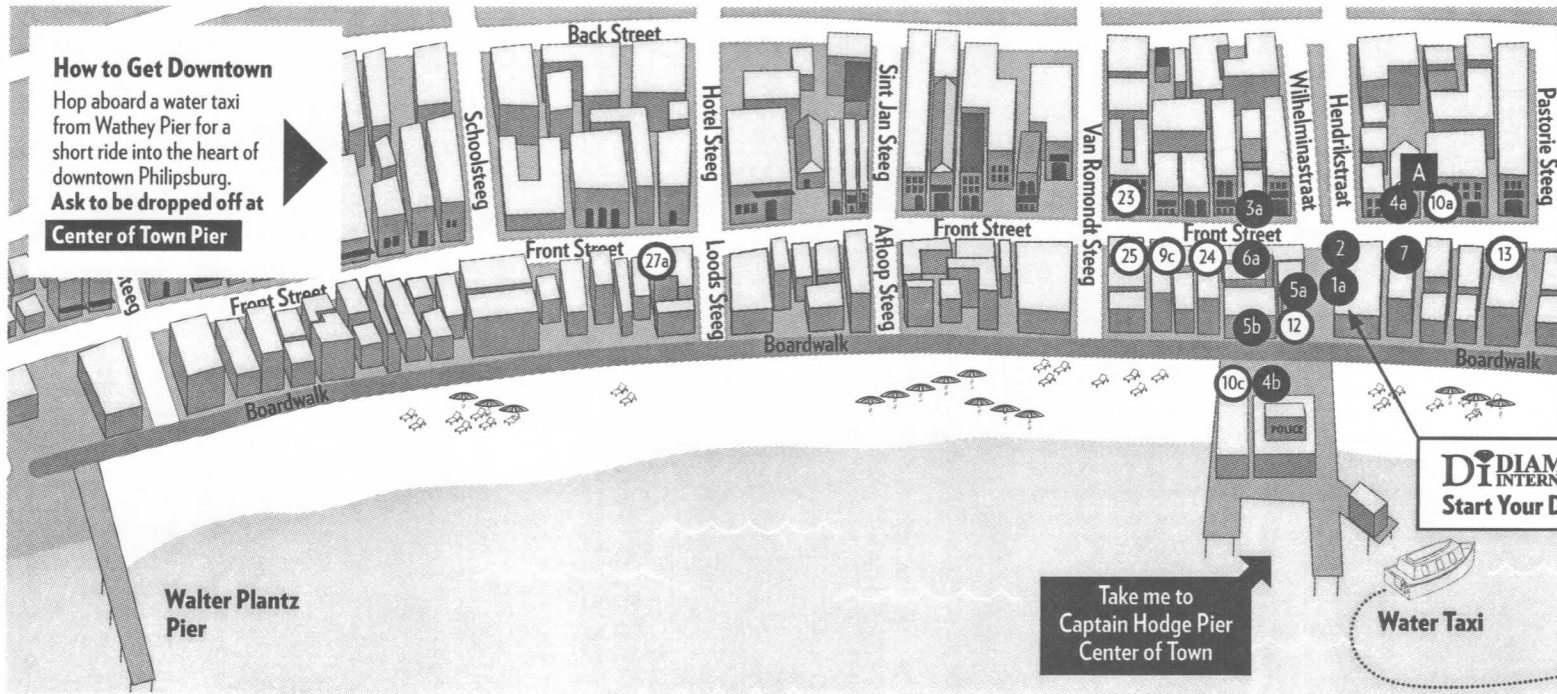 How to Get Downtown
Hop aboard a water taxi
from Wathey Pier for a
short ride into the heart of
downtown Philipsburg.
Ask to be dropped off at
Center of Town Pier
Back Street
Schoolsteeg
Hotel Steeg
Sint Jan Steeg
Van Romondt Steeg
Wilhelminastraat
Hendrikstraat
Pastorie Steeg
A
23
3a
4a
10a
Front Street
27a
Front Street
Front Street
25
9c
24
6a
2
7
13
Steeg
Front Street
Loods Steeg
Afloop Steeg
5a
1a
5b
12
Boardwalk
Boardwalk
Boardwalk
10c
4b
POLICE
DI DIAM
INTERN
Start Your D
Walter Plantz
Pier
Take me to
Captain Hodge Pier
Center of Town
Water Taxi